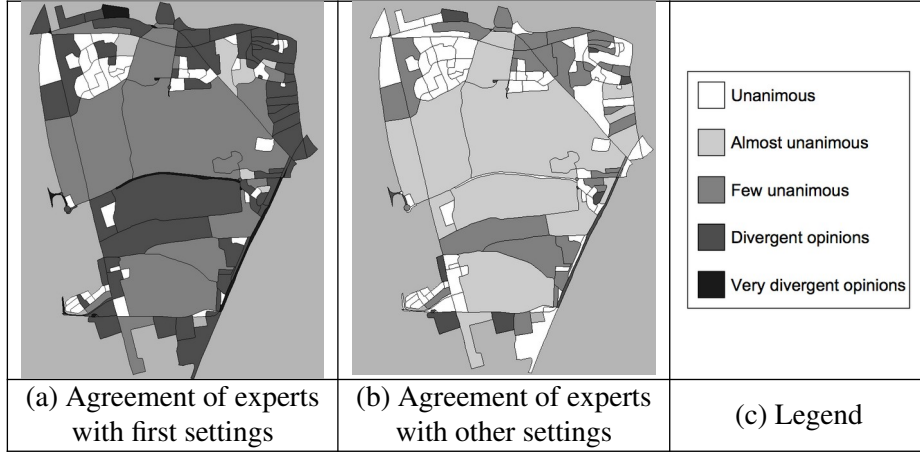 Unanimous
Almost unanimous
Few unanimous
Divergent opinions
Very divergent opinions
(a) Agreement of experts
with first settings
(b) Agreement of experts
with other settings
(c) Legend